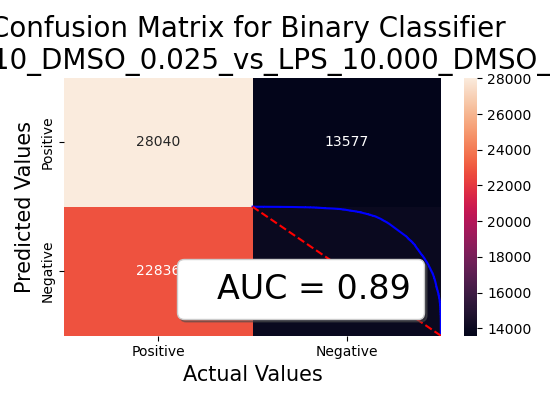 Confusion Matrix for Binary Classifier
10_DMSO_0.025_vs_LPS_10.000_DMSO_
28000
Positive
28040
13577
26000
24000
22000
Predicted Values
20000
Negative
22836
AUC = 0.89
18000
16000
14000
Positive
Negative
Actual Values